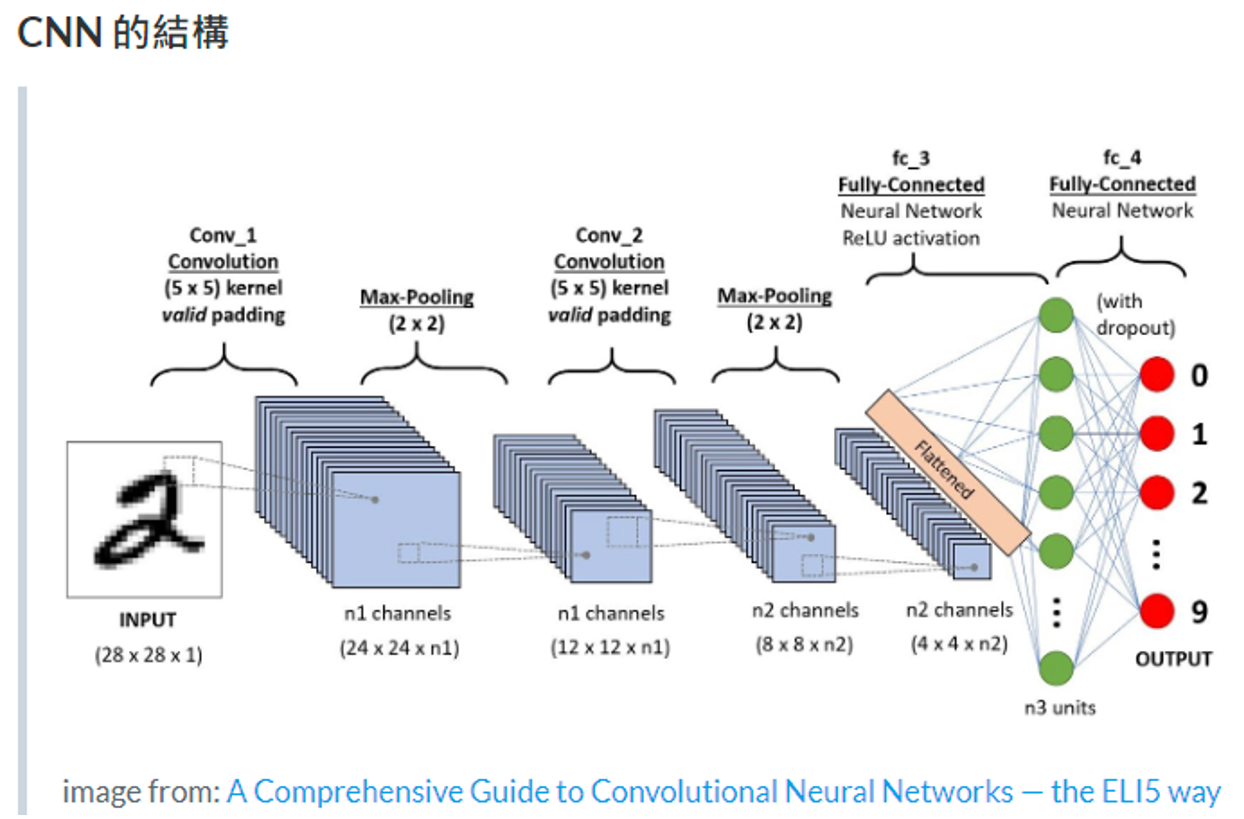 CNN 的結構
Conv_1
Convolution
(5 x 5) kernel
valid padding
Max-Pooling
(2 x 2)
Conv_2
Convolution
(5 x 5) kernel
valid padding
Max-Pooling
(2 x 2)
fc_3
Fully-Connected
Neural Network
ReLU activation
fc_4
Fully-Connected
Neural Network
(with
dropout)
Flattened
0
1
2
9
OUTPUT
INPUT
(28 x 28 x 1)
n1 channels
(24 x 24 x n1)
n1 channels
(12 x 12 x n1)
n2 channels
(8 x 8 x n2)
n2 channels
(4 x 4 x n2)
n3 units
image from: A Comprehensive Guide to Convolutional Neural Networks — the ELI5 way